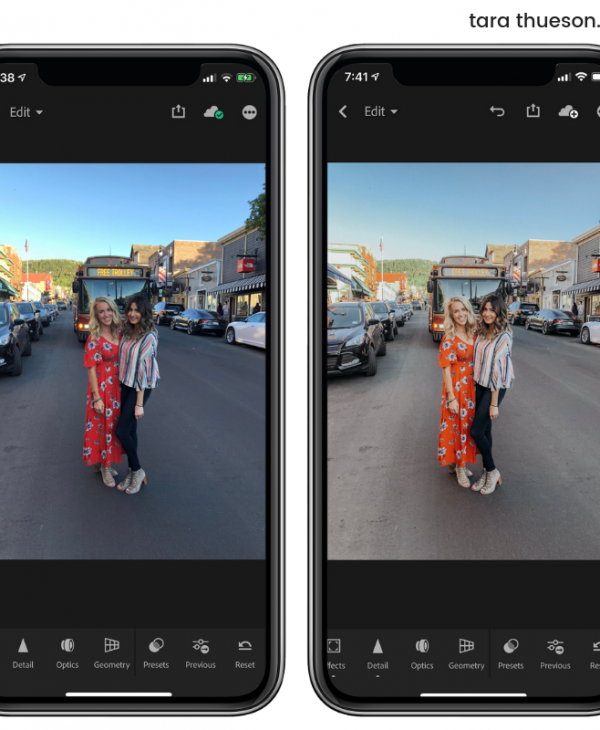 tara thueson.
38
7:41
Edit
Edit
FREE TROLLEY
Detail
Optics
Geometry
Presets
Previous
Reset
ffects
Detail
Optics
Geometry
Presets
Previous
Re